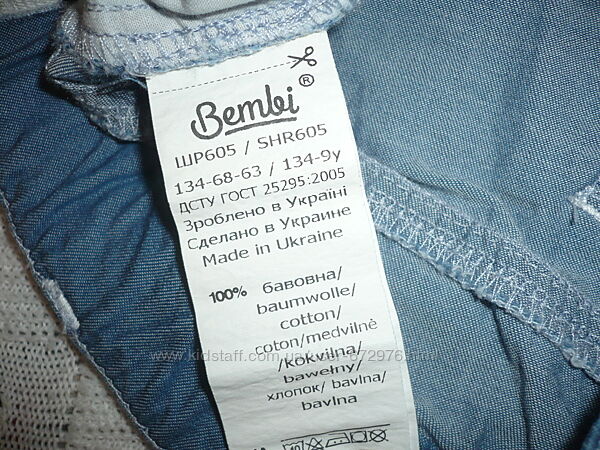 Bembi ®
ШР605 / SHR605
134-68-63 / 134-9y
ДСТУ ГОСТ 25295:2005
Зроблено в Україні
Сделано в Украине
Made in Ukraine
100% бавовна/
baumwolle/
cotton/
coton/medvilnė
/kokvilna/
bawełny/
хлопок/ bavlna/
bavlna